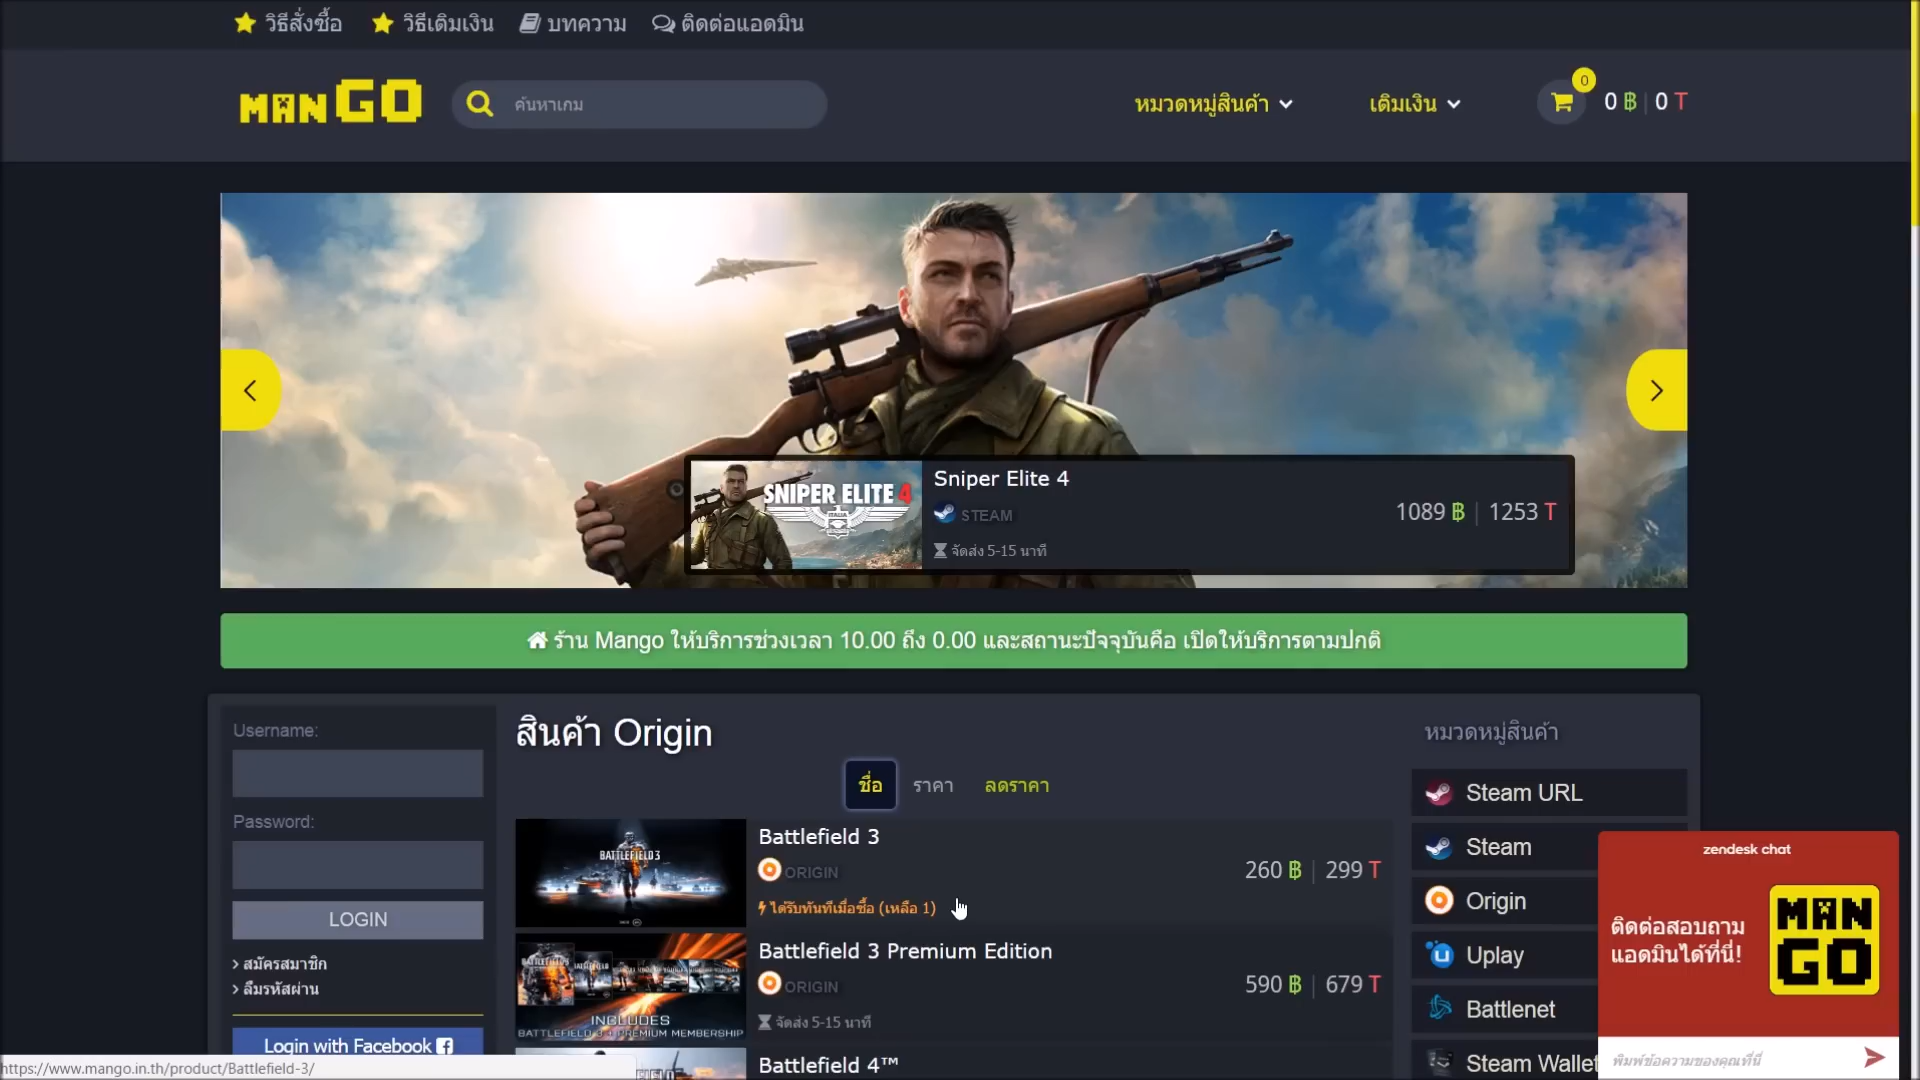 วิธีสั่งซื้อ วิธีเติมเงิน บทความ ติดต่อแอดมิน
manGO
ค้นหาเกม
หมวดหมู่สินค้า
เติมเงิน
0
0 ฿ | 0 T
SNIPER ELITE 4
ITALIA
Sniper Elite 4
STEAM
จัดส่ง 5-15 นาที
1089 ฿ | 1253 T
ร้าน Mango ให้บริการช่วงเวลา 10.00 ถึง 0.00 และสถานะปัจจุบันคือ เปิดให้บริการตามปกติ
Username:
Password:
LOGIN
สมัครสมาชิก
ลืมรหัสผ่าน
Login with Facebook
สินค้า Origin
ชื่อ ราคา ลดราคา
BATTLEFIELD 3
Battlefield 3
ORIGIN
ได้รับทันทีเมื่อซื้อ (เหลือ 1)
260 ฿ | 299 T
INCLUDES
BATTLEFIELD 3 PREMIUM MEMBERSHIP
Battlefield 3 Premium Edition
ORIGIN
จัดส่ง 5-15 นาที
590 ฿ | 679 T
Battlefield 4™
หมวดหมู่สินค้า
Steam URL
Steam
Origin
Uplay
Battlenet
Steam Wallet
zendesk chat
ติดต่อสอบถาม
แอดมินได้ที่นี่!
MAN
GO
พิมพ์ข้อความของคุณที่นี่
https://www.mango.in.th/product/Battlefield-3/